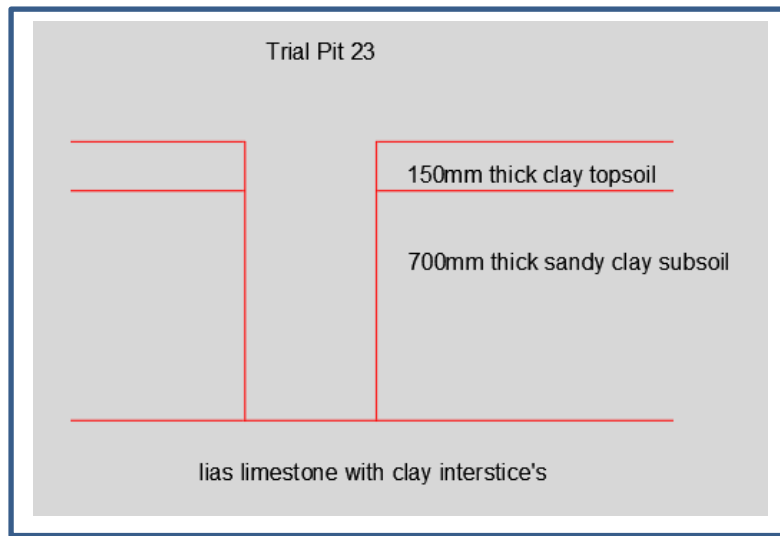 Trial Pit 23
150mm thick clay topsoil
700mm thick sandy clay subsoil
lias limestone with clay interstice's